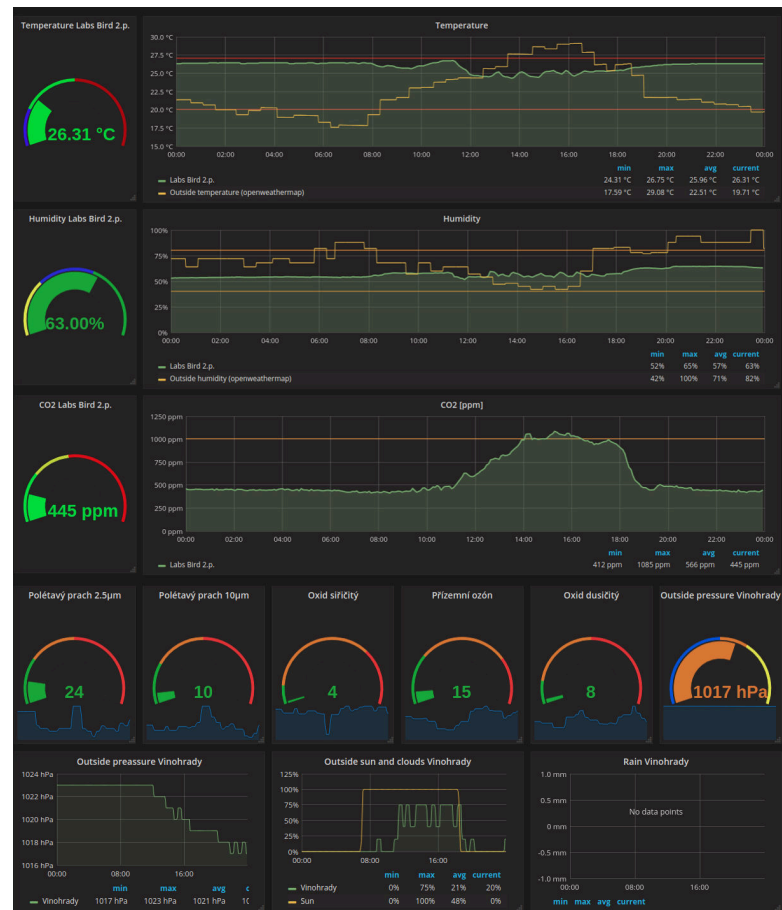 Temperature Labs Bird 2.p.
26.31 °C
Temperature
30.0 °C
27.5 °C
25.0 °C
22.5 °C
20.0 °C
17.5 °C
15.0 °C
00:00 02:00 04:00 06:00 08:00 10:00 12:00 14:00 16:00 18:00 20:00 22:00 00:00
min max avg current
Labs Bird 2.p. 24.31 °C 26.75 °C 25.96 °C 26.31 °C
Outside temperature (openweathermap) 17.59 °C 29.08 °C 22.51 °C 19.71 °C
Humidity Labs Bird 2.p.
63.00%
Humidity
100%
75%
50%
25%
0%
00:00 02:00 04:00 06:00 08:00 10:00 12:00 14:00 16:00 18:00 20:00 22:00 00:00
min max avg current
Labs Bird 2.p. 52% 65% 57% 63%
Outside humidity (openweathermap) 42% 100% 71% 82%
CO2 Labs Bird 2.p.
445 ppm
CO2 [ppm]
1250 ppm
1000 ppm
750 ppm
500 ppm
250 ppm
0 ppm
00:00 02:00 04:00 06:00 08:00 10:00 12:00 14:00 16:00 18:00 20:00 22:00 00:00
min max avg current
Labs Bird 2.p. 412 ppm 1085 ppm 566 ppm 445 ppm
Polétavý prach 2.5µm
24
Polétavý prach 10µm
10
Oxid siřičitý
4
Přízemní ozón
15
Oxid dusičitý
8
Outside pressure Vinohrady
1017 hPa
Outside preassure Vinohrady
1024 hPa
1022 hPa
1020 hPa
1018 hPa
1016 hPa
00:00 08:00 16:00
min max avg c
Vinohrady 1017 hPa 1023 hPa 1021 hPa 1C
Outside sun and clouds Vinohrady
125%
100%
75%
50%
25%
0%
00:00 08:00 16:00
min max avg current
Vinohrady 0% 75% 21% 20%
Sun 0% 100% 48% 0%
Rain Vinohrady
1.0 mm
0.5 mm
0 mm
-0.5 mm
-1.0 mm
No data points
00:00 08:00 16:00
min max avg current